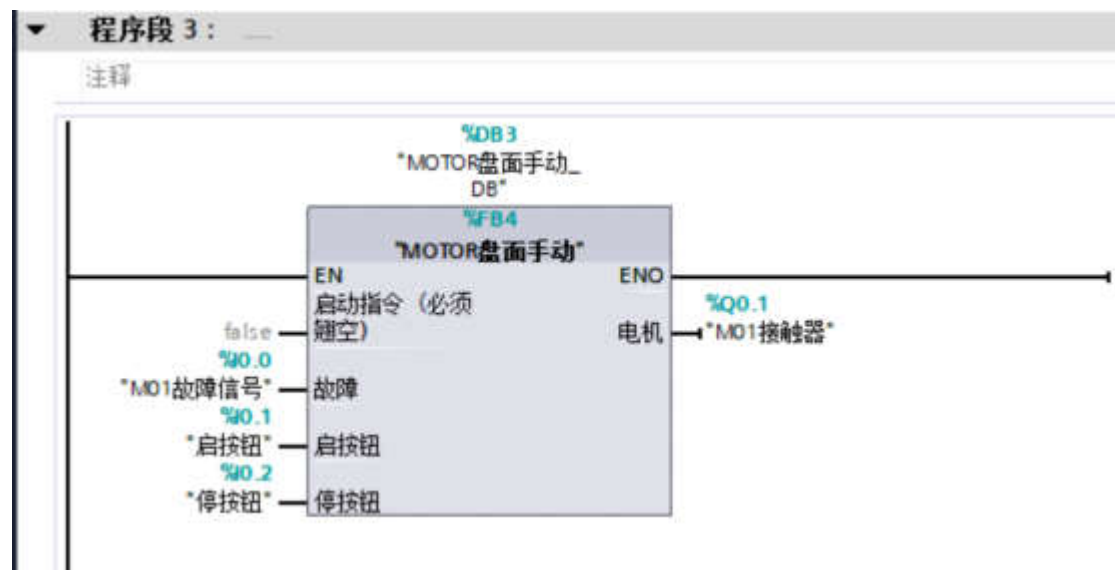 程序段 3:
注释
%DB3
"MOTOR盘面手动_
DB"
%FB4
"MOTOR盘面手动"
EN
ENO
启动指令（必须
false
翘空）
%Q0.1
电机
"M01接触器"
%I0.0
"M01故障信号"
故障
%I0.1
"启按钮"
启按钮
%I0.2
"停按钮"
停按钮